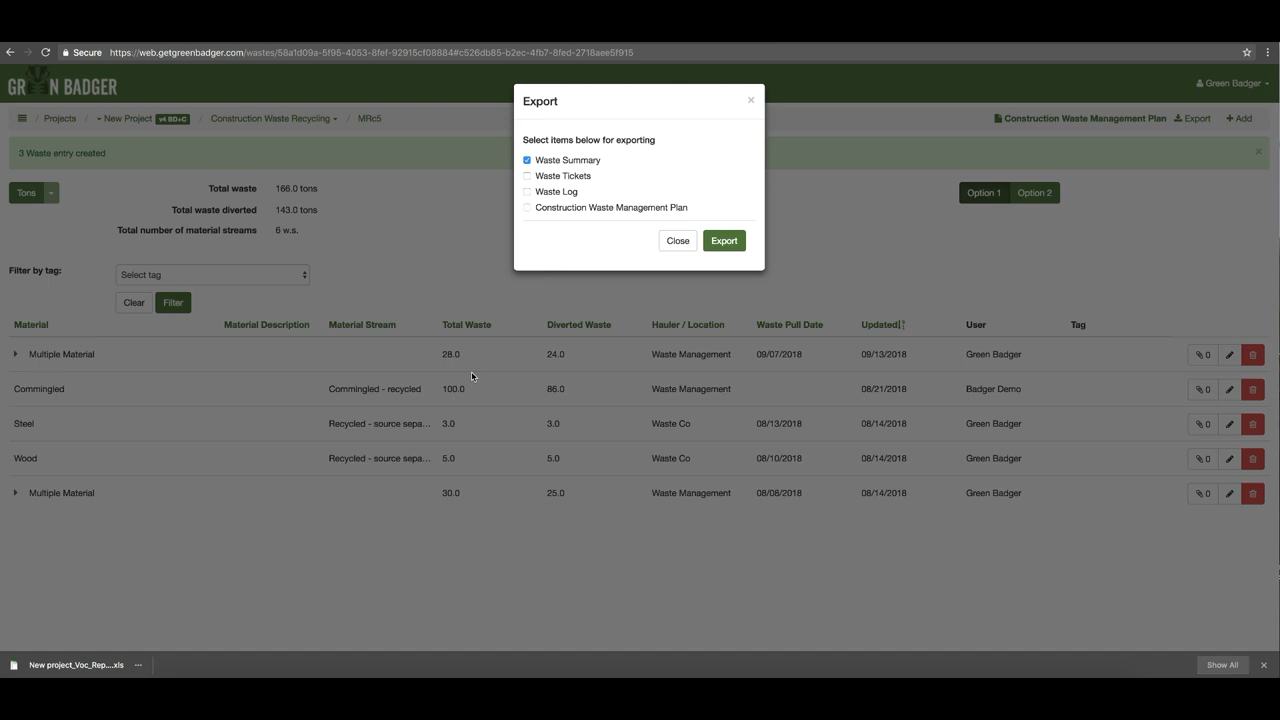 Secure https://web.getgreenbadger.com/wastes/58a1d09a-5f95-4053-8fef-92915cf08884#c526db85-b2ec-4fb7-8fed-2718aee5f915
GREEN BADGER
Green Badger
Projects / New Project v4 BD+C / Construction Waste Recycling / MRc5
Construction Waste Management Plan Export + Add
3 Waste entry created
Export
Select items below for exporting
Waste Summary
Waste Tickets
Waste Log
Construction Waste Management Plan
Close Export
Tons
Total waste 166.0 tons
Total waste diverted 143.0 tons
Total number of material streams 6 w.s.
Option 1 Option 2
Filter by tag: Select tag
Clear Filter
Material Material Description Material Stream Total Waste Diverted Waste Hauler / Location Waste Pull Date Updated User Tag
Multiple Material 28.0 24.0 Waste Management 09/07/2018 09/13/2018 Green Badger 0
Commingled Commingled - recycled 100.0 86.0 Waste Management 08/21/2018 Badger Demo 0
Steel Recycled - source sepa... 3.0 3.0 Waste Co 08/13/2018 08/14/2018 Green Badger 0
Wood Recycled - source sepa... 5.0 5.0 Waste Co 08/10/2018 08/14/2018 Green Badger 0
Multiple Material 30.0 25.0 Waste Management 08/08/2018 08/14/2018 Green Badger 0
New project_Voc_Rep....xls
Show All